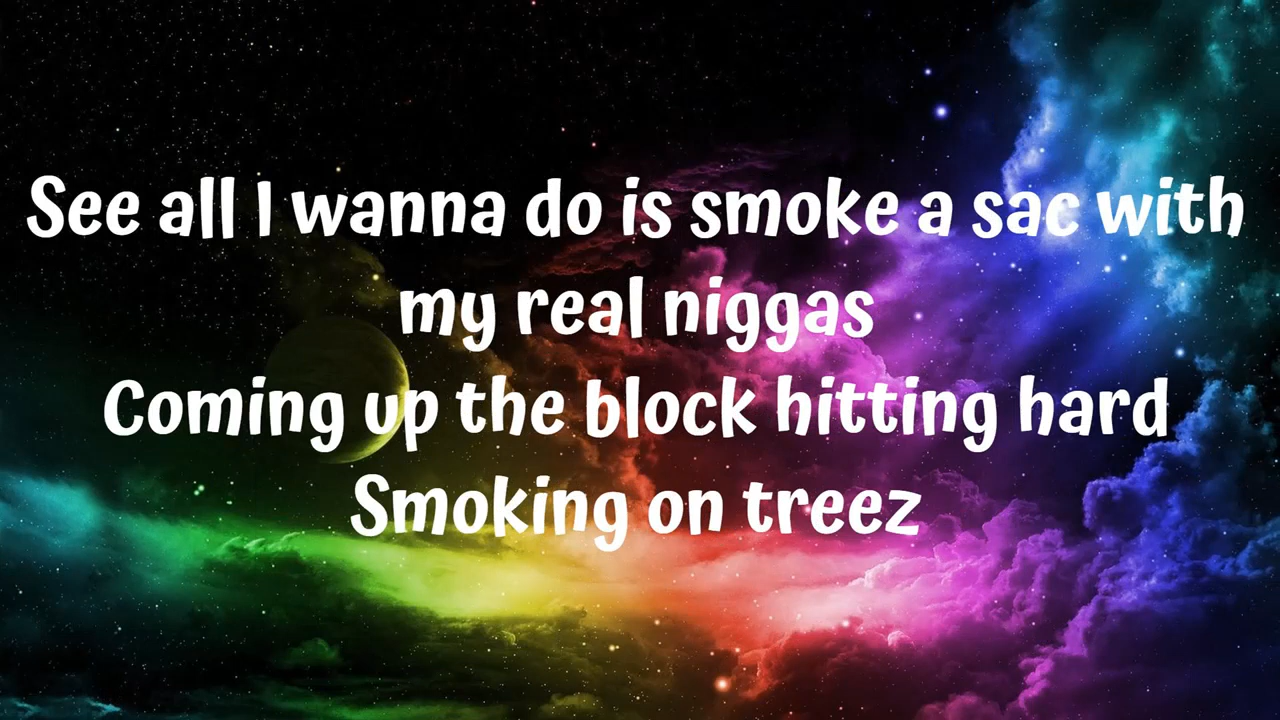 See all I wanna do is smoke a sac with
my real niggas
Coming up the block hitting hard
Smoking on treez